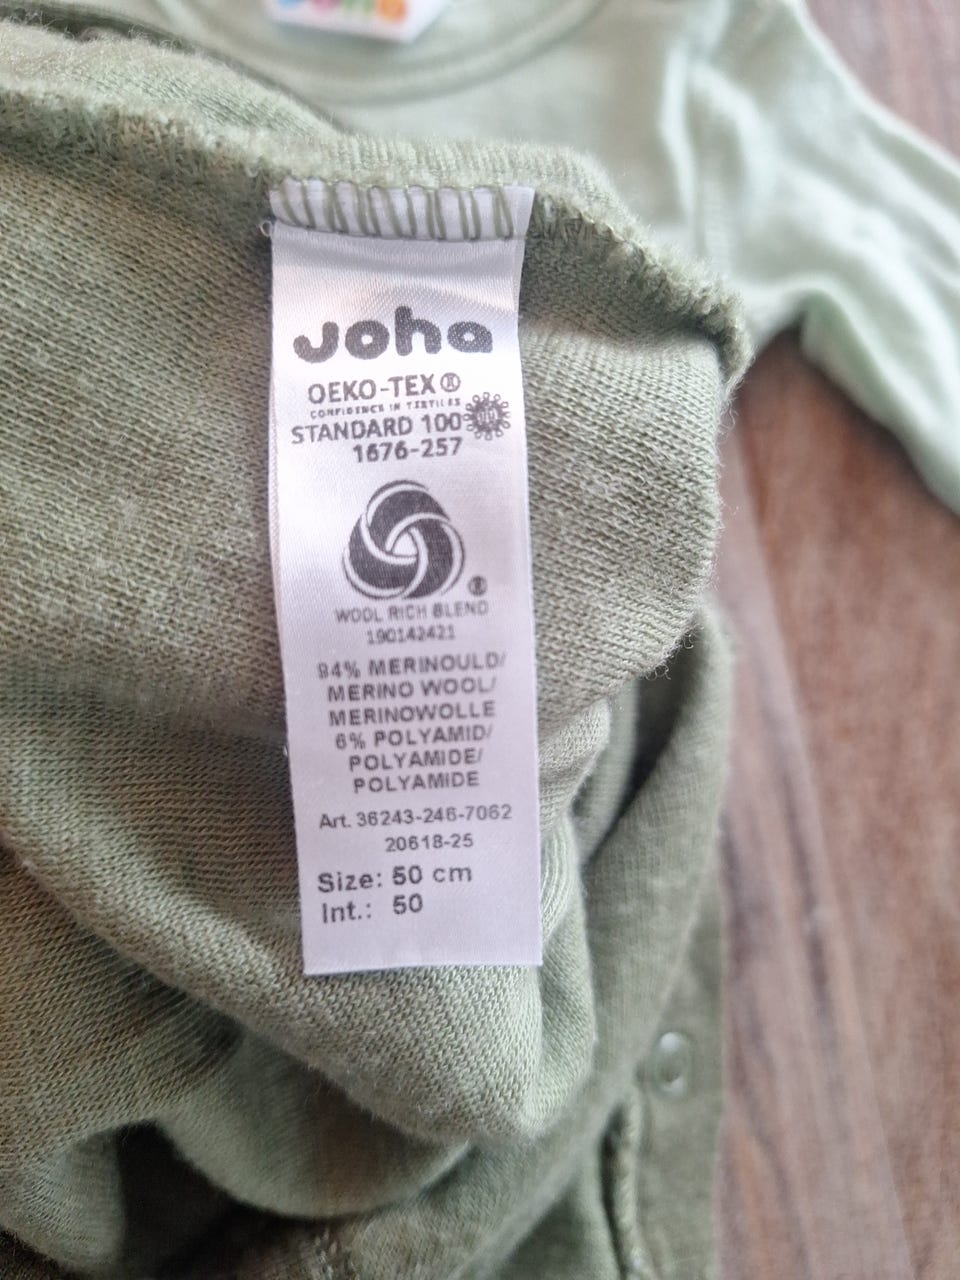 Joha
OEKO-TEX®
CONFIDENCE IN TEXTILES
STANDARD 100
1676-257
®
WOOL RICH BLEND
190142421
94% MERINOULD/
MERINO WOOL/
MERINOWOLLE
6% POLYAMID/
POLYAMIDE/
POLYAMIDE
Art. 36243-246-7062
20618-25
Size: 50 cm
Int.: 50